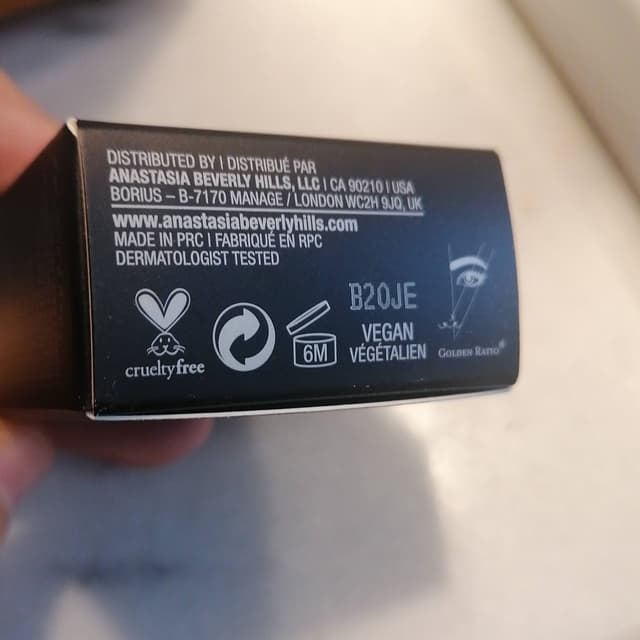 DISTRIBUTED BY | DISTRIBUÉ PAR
ANASTASIA BEVERLY HILLS, LLC | CA 90210 | USA
BORIUS – B-7170 MANAGE / LONDON WC2H 9JQ, UK
www.anastasiabeverlyhills.com
MADE IN PRC | FABRIQUÉ EN RPC
DERMATOLOGIST TESTED
B20JE
6M
VEGAN
VÉGÉTALIEN
crueltyfree
GOLDEN RATIO®